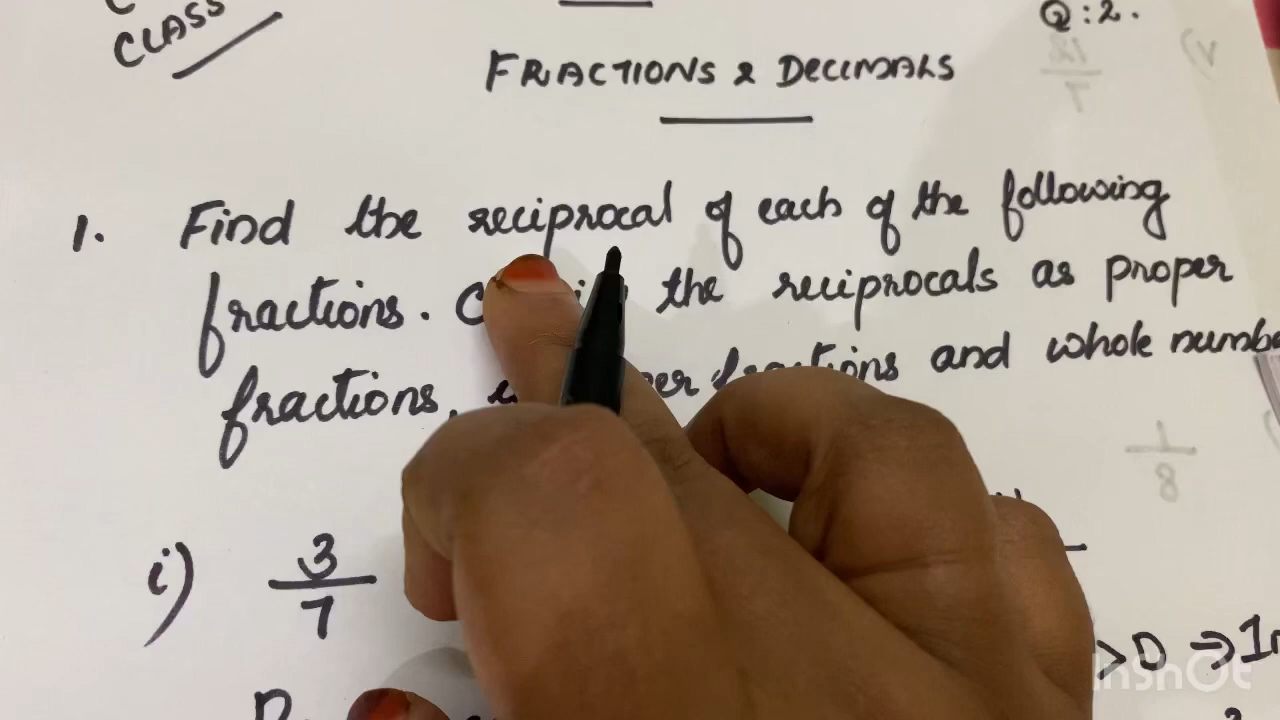 CLASS
Q:2.
FRACTIONS & DECIMALS
1. Find the reciprocal of each of the following
fractions. the reciprocals as proper
fractions, fractions and whole
i) 3/7
1/8
>D ⇒
InShOt